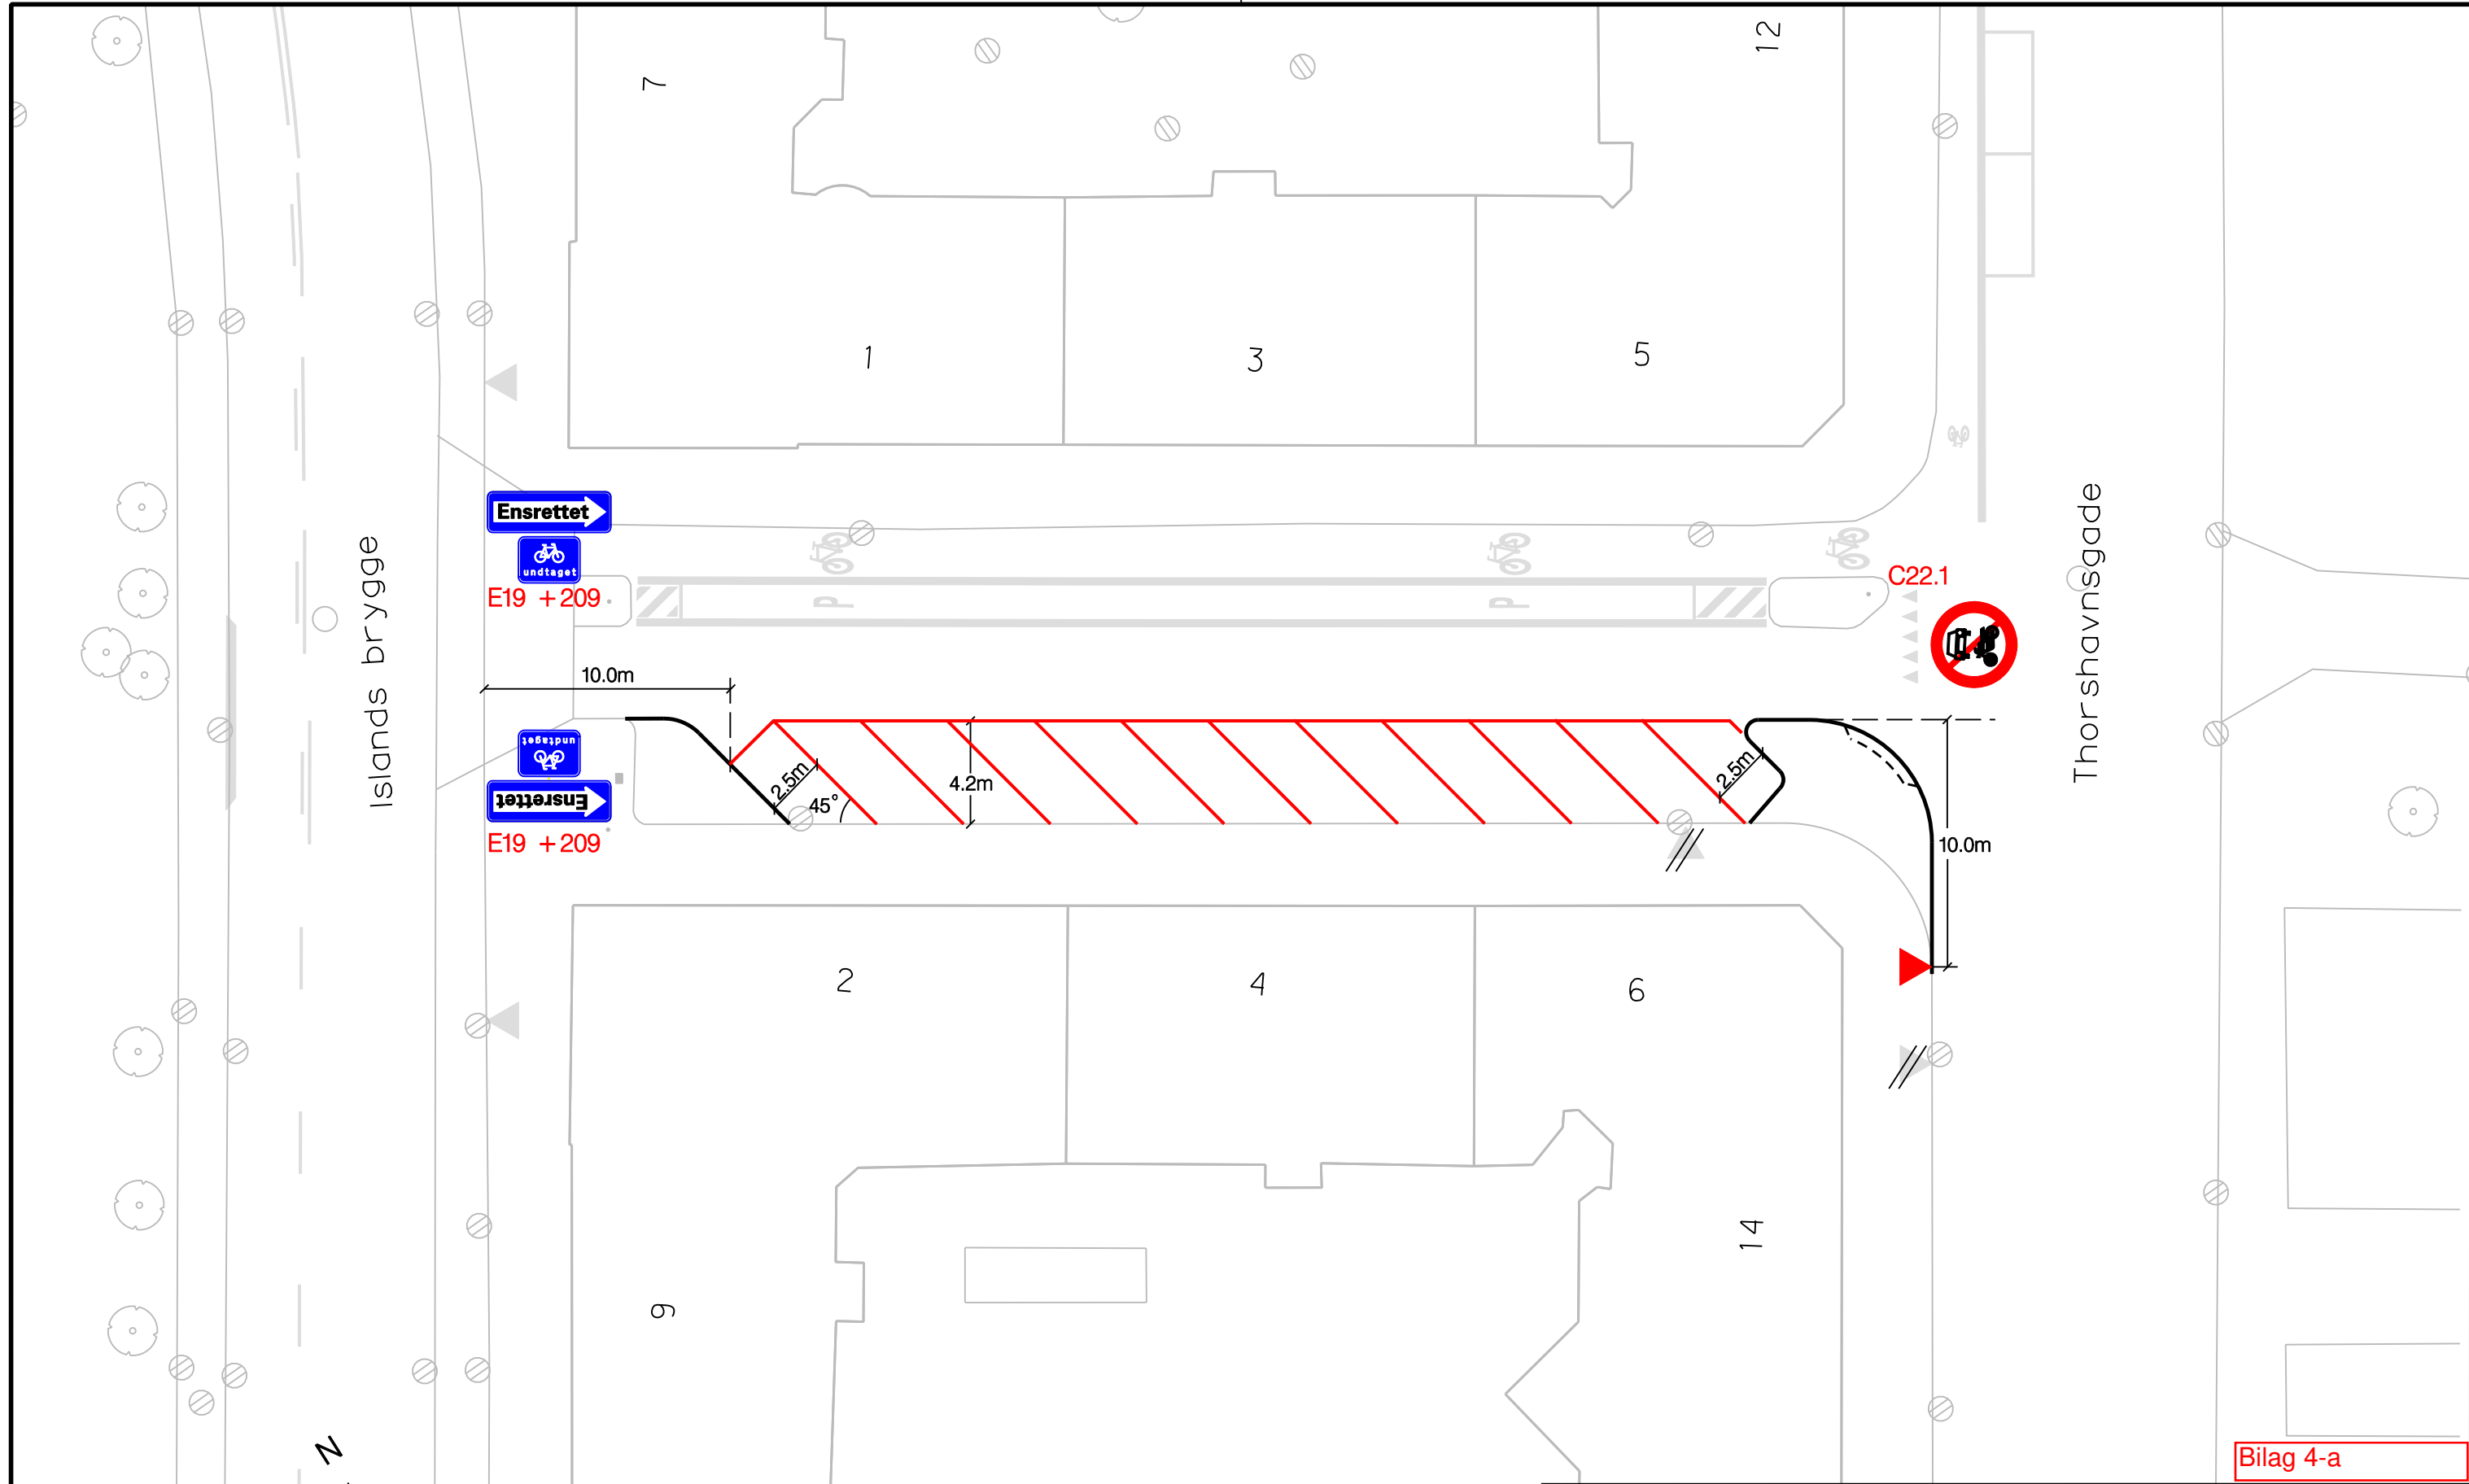 7
12
1
3
5
Ensrettet
undtaget
E19 + 209
P
P
C22.1
Islands brygge
Thorshavnsgade
10.0m
undtaget
Ensrettet
E19 + 209
2.5m
45°
4.2m
2.5m
10.0m
2
4
6
14
9
N
Bilag 4-a